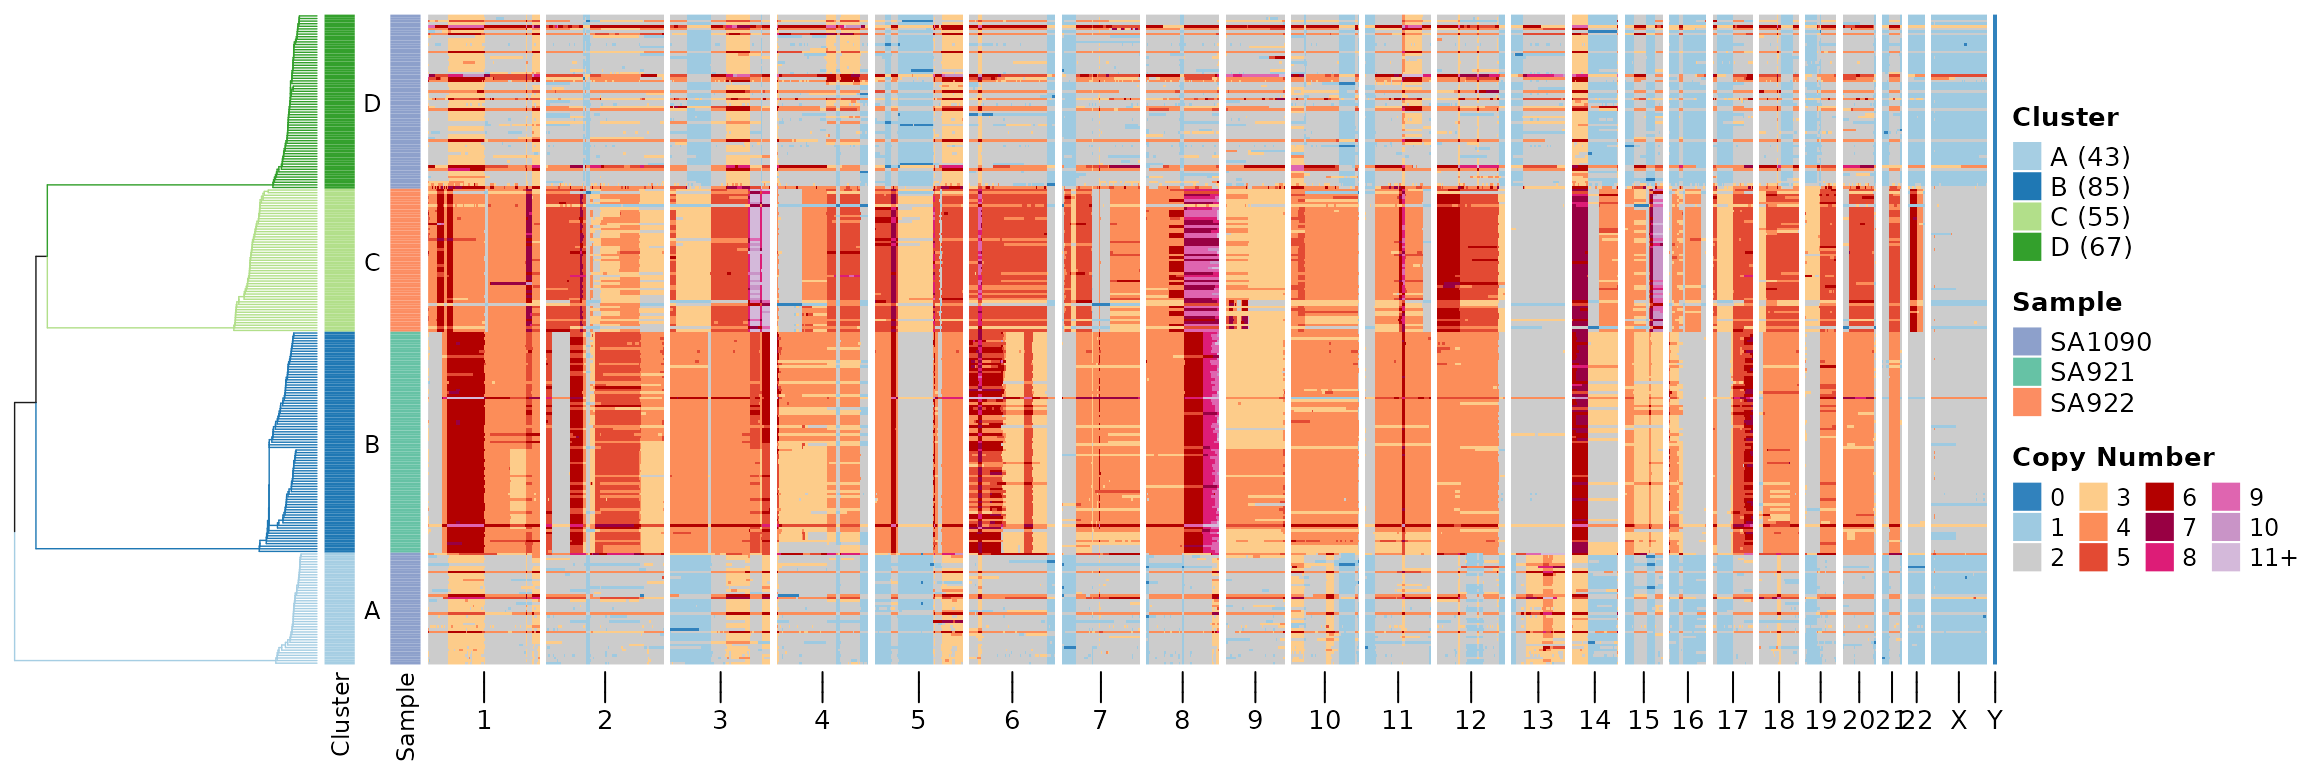 D
C
B
A
Cluster
Sample
1 2 3 4 5 6 7 8 9 10 11 12 13 14 15 16 17 18 19 20 21 22 X Y
Cluster
A (43)
B (85)
C (55)
D (67)
Sample
SA1090
SA921
SA922
Copy Number
0 3 6 9
1 4 7 10
2 5 8 11+